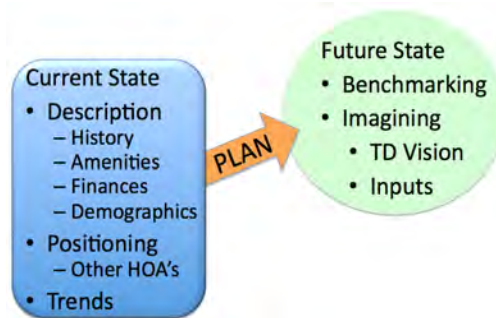 Current State
• Description
– History
– Amenities
– Finances
– Demographics
• Positioning
– Other HOA's
• Trends
PLAN
Future State
• Benchmarking
• Imagining
• TD Vision
• Inputs